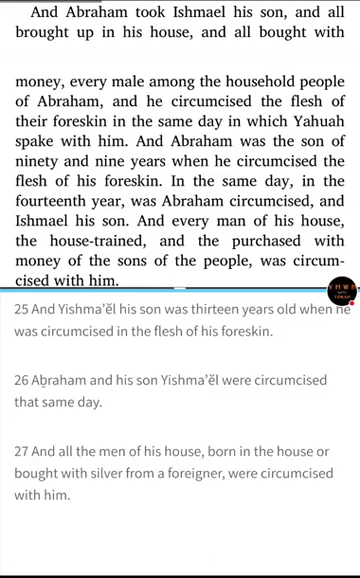 And Abraham took Ishmael his son, and all
brought up in his house, and all bought with
money, every male among the household people
of Abraham, and he circumcised the flesh of
their foreskin in the same day in which Yahuah
spake with him. And Abraham was the son of
ninety and nine years when he circumcised the
flesh of his foreskin. In the same day, in the
fourteenth year, was Abraham circumcised, and
Ishmael his son. And every man of his house,
the house-trained, and the purchased with
money of the sons of the people, was circum-
cised with him.
25 And Yishma’ĕl his son was thirteen years old when he
was circumcised in the flesh of his foreskin.
26 Aḇraham and his son Yishma’ĕl were circumcised
that same day.
27 And all the men of his house, born in the house or
bought with silver from a foreigner, were circumcised
with him.